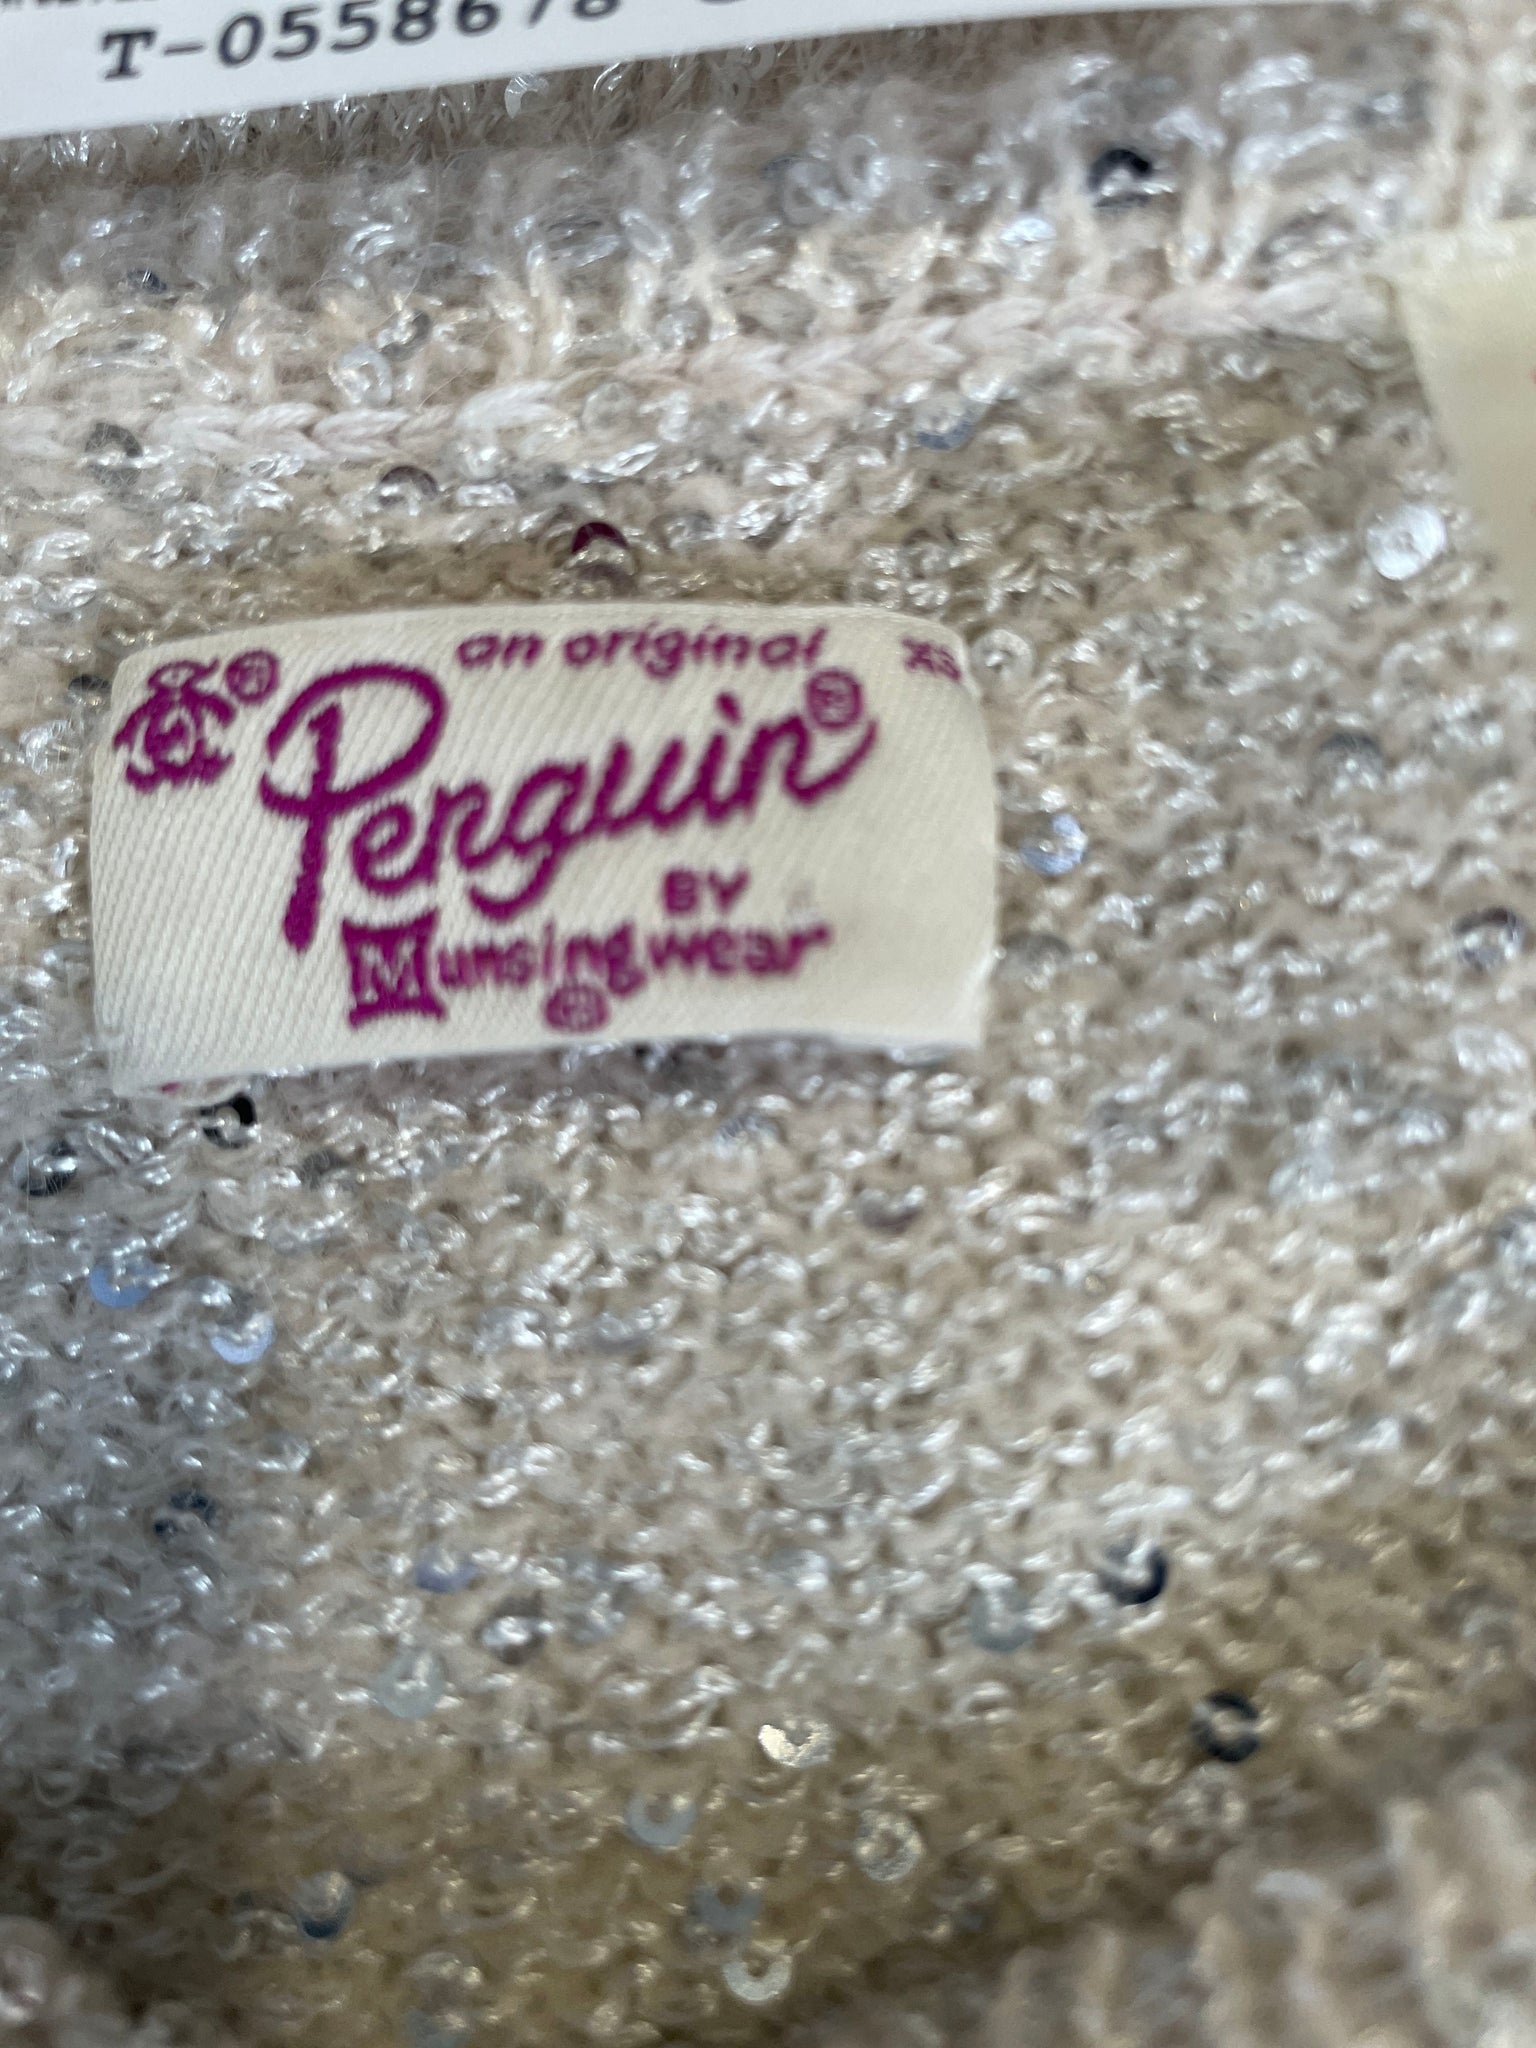 T-0558678
an original XS
Penguin®
BY
Munsingwear
®